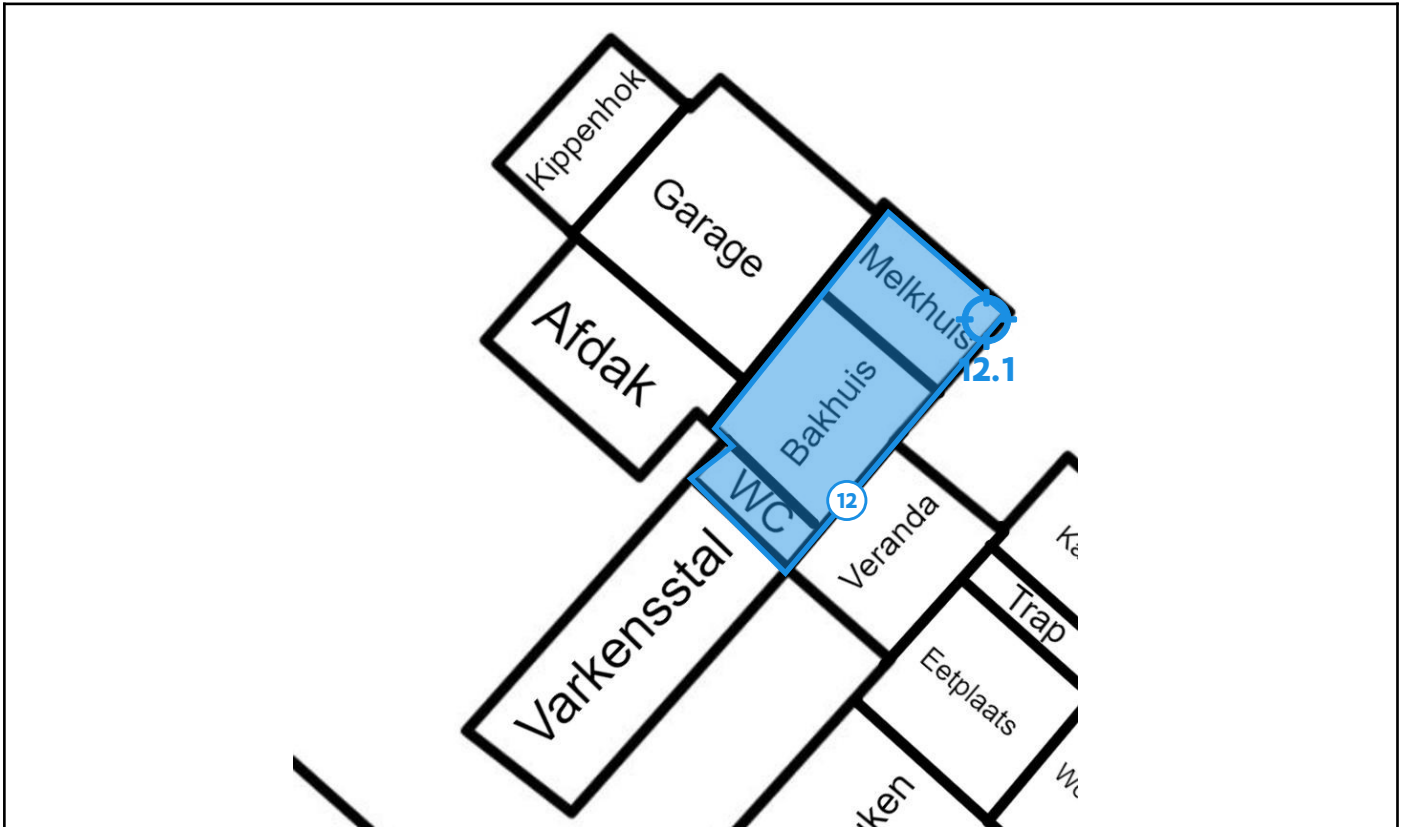 Kippenhok
Garage
Melkhuis
12.1
Afdak
Bakhuis
WC
12
Veranda
Varkensstal
Trap
Eetplaats